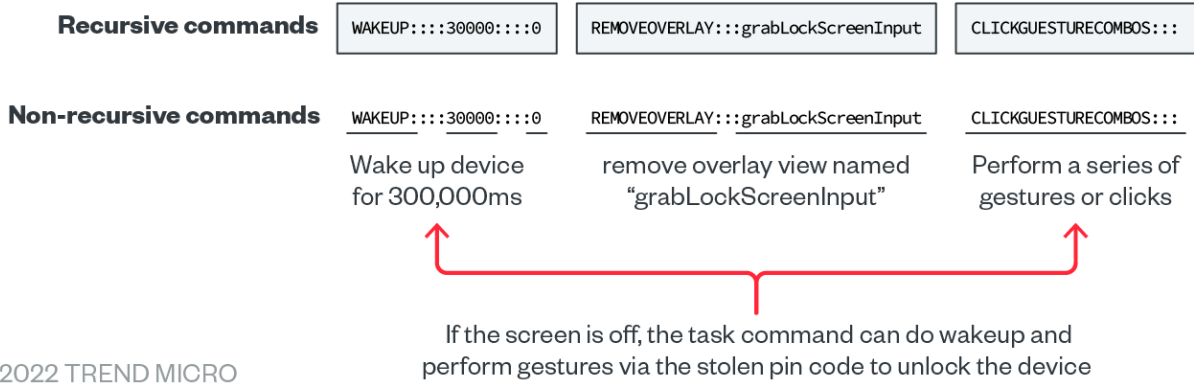 Recursive commands WAKEUP::::30000::::0 REMOVEOVERLAY:::grabLockScreenInput CLICKGUESTURECOMBOS:::
Non-recursive commands WAKEUP::::30000::::0 REMOVEOVERLAY:::grabLockScreenInput CLICKGUESTURECOMBOS:::
Wake up device
for 300,000ms
remove overlay view named
“grabLockScreenInput”
Perform a series of
gestures or clicks
If the screen is off, the task command can do wakeup and
perform gestures via the stolen pin code to unlock the device
2022 TREND MICRO